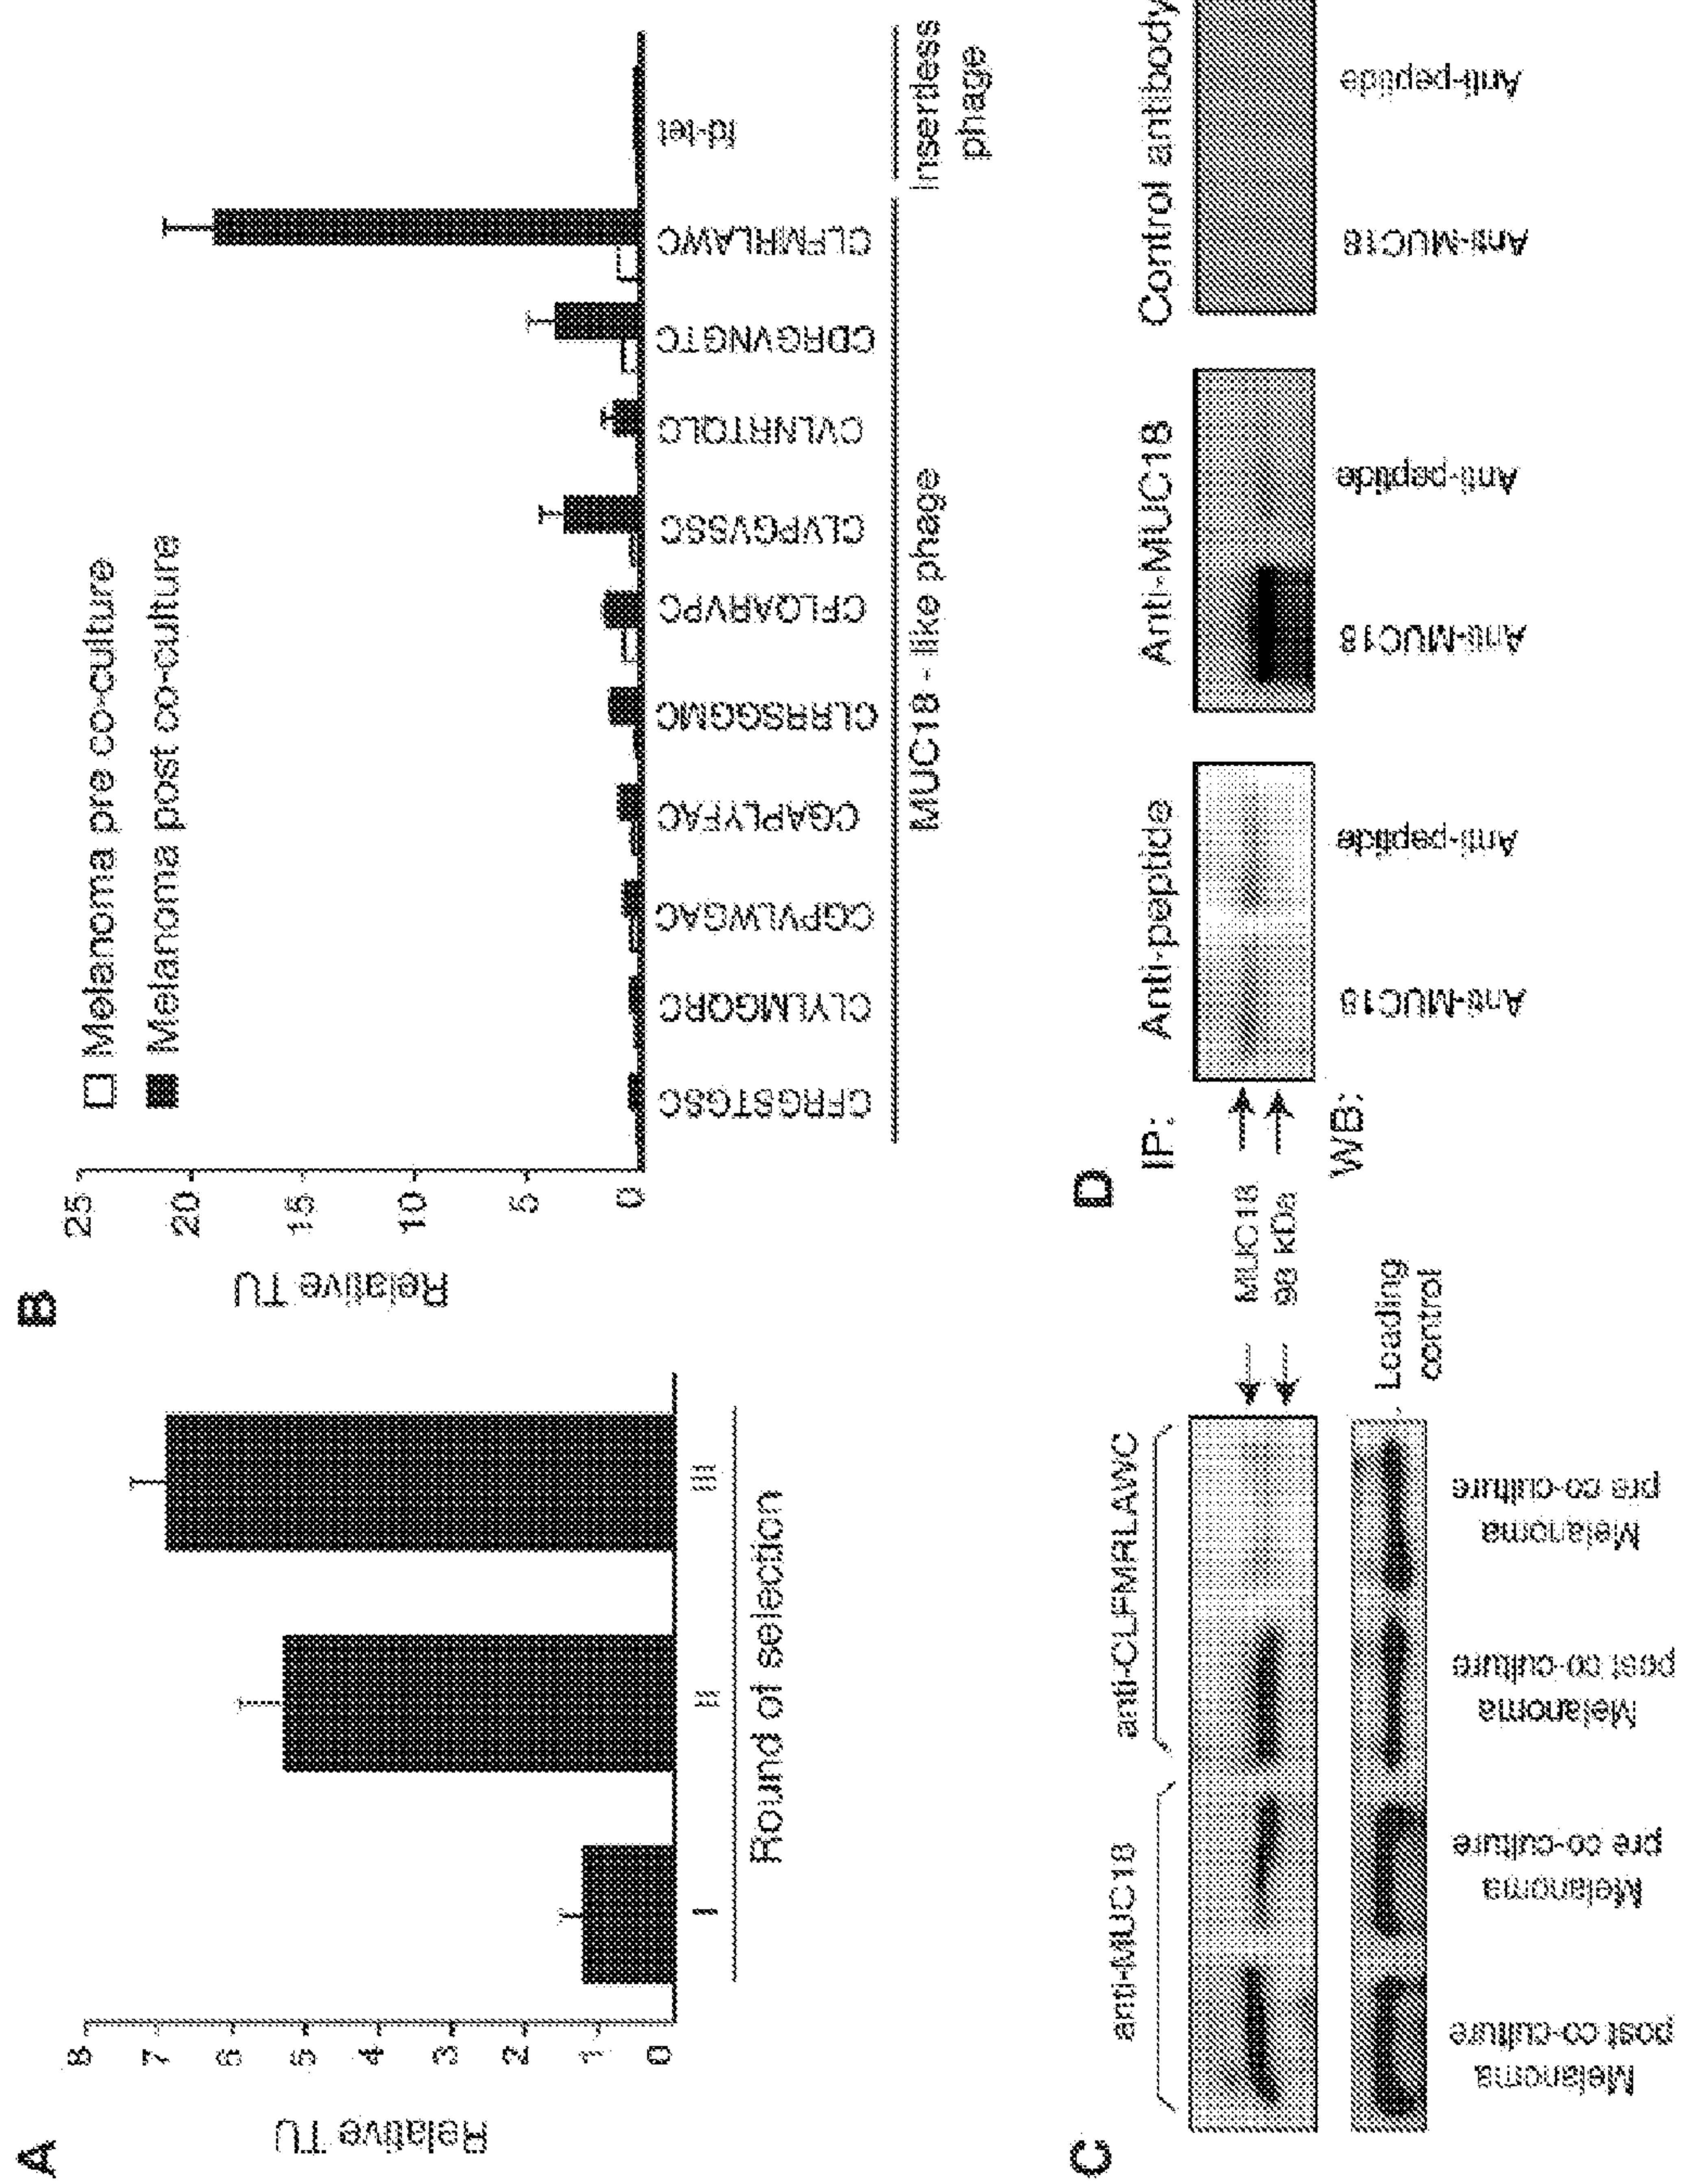 A
Relative TU
8
7
6
5
4
3
2
1
0
I
II
III
Round of selection
B
Relative TU
25
20
15
10
5
0
Melanoma pre co-culture
Melanoma post co-culture
CFRGSTGSC
CLYLMGQRC
CGPVLWGAC
CGAPLYFAC
CLRRSGGMC
CFLQARVPC
CLVPGVSSC
CVLNRTQLC
CDRGVNGTC
CLFMRLAWC
fd-tet
MUC18 - like phage
Insertless
phage
C
anti-MUC18
anti-CLFMRLAWC
MUC18
98 kDa
Loading
control
Melanoma
post co-culture
Melanoma
pre co-culture
Melanoma
post co-culture
Melanoma
pre co-culture
D
IP:
Anti-peptide
Anti-MUC18
Control antibody
WB:
Anti-MUC18
Anti-peptide
Anti-MUC18
Anti-peptide
Anti-MUC18
Anti-peptide